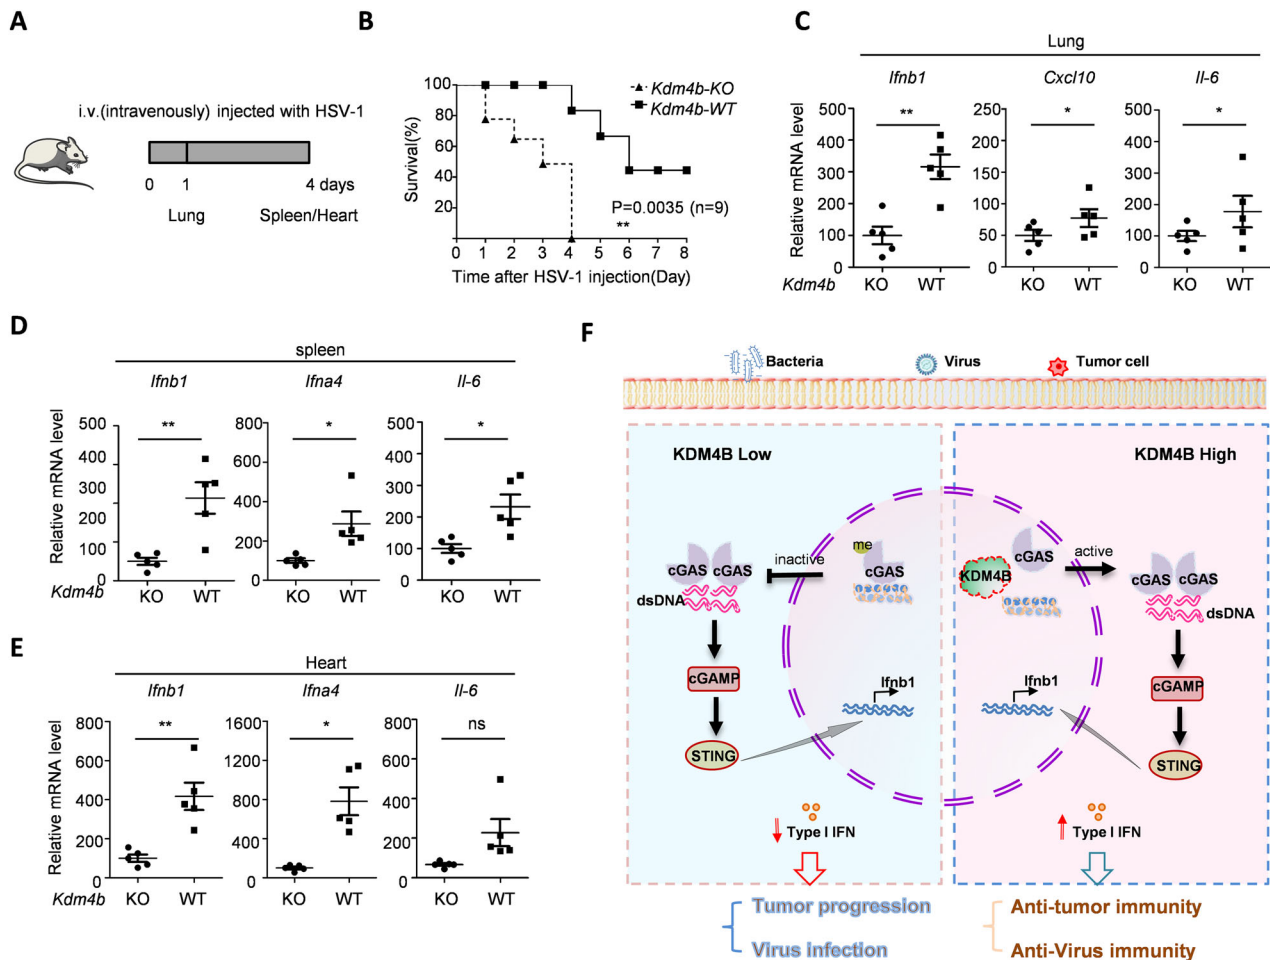 A
i.v.(intravenously) injected with HSV-1
0 1 4 days
Lung Spleen/Heart
B
Survival(%)
100
80
60
40
20
Kdm4b-KO
Kdm4b-WT
P=0.0035 (n=9)
**
0 1 2 3 4 5 6 7 8
Time after HSV-1 injection(Day)
C
Lung
Ifnb1 Cxcl10 Il-6
Relative mRNA level
500
400
300
200
100
0
**
250
200
150
100
50
0
*
500
400
300
200
100
0
*
Kdm4b KO WT KO WT KO WT
D
spleen
Ifnb1 Ifna4 Il-6
Relative mRNA level
500
400
300
200
100
0
**
800
600
400
200
0
*
500
400
300
200
100
0
*
Kdm4b KO WT KO WT KO WT
E
Heart
Ifnb1 Ifna4 Il-6
Relative mRNA level
800
600
400
200
0
**
1600
1200
800
400
0
*
800
600
400
200
0
ns
Kdm4b KO WT KO WT KO WT
F
Bacteria Virus Tumor cell
KDM4B Low KDM4B High
me
inactive
cGAS cGAS
cGAS
dsDNA
cGAMP
STING
Ifnb1
Type I IFN
cGAS
active
KDM4B
cGAS cGAS
dsDNA
cGAMP
STING
Ifnb1
Type I IFN
Tumor progression
Virus infection
Anti-tumor immunity
Anti-Virus immunity